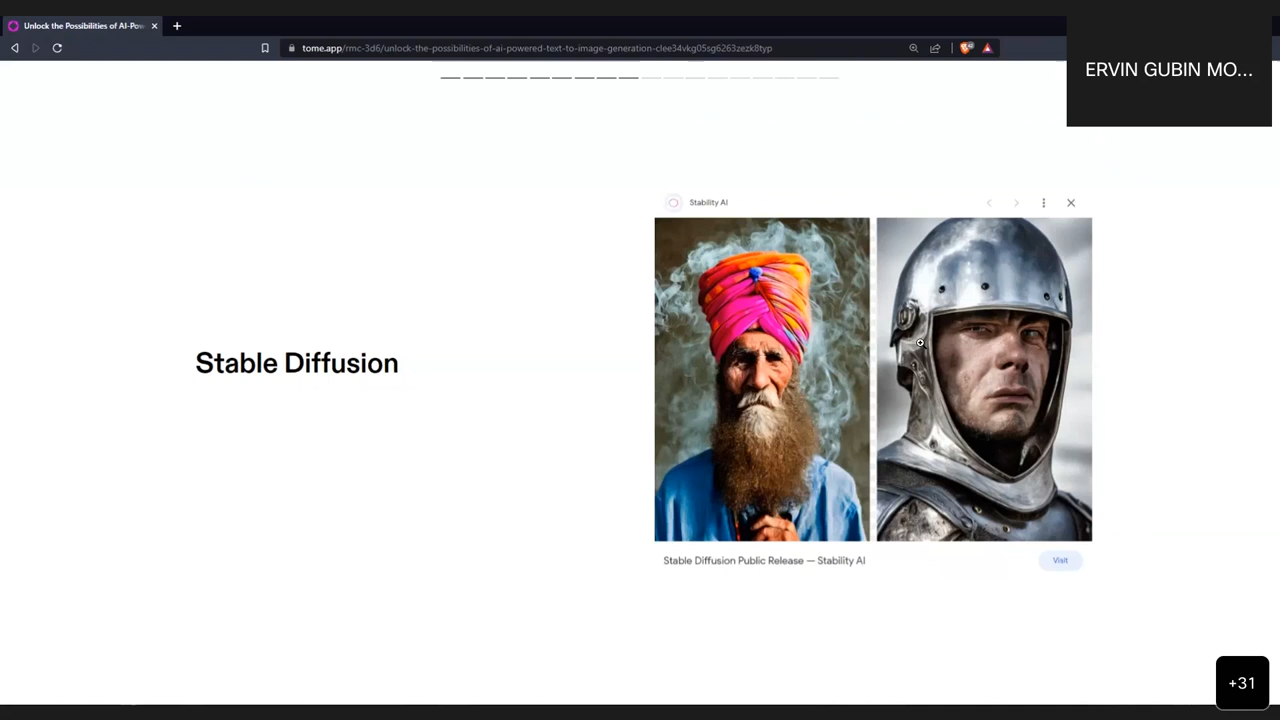 Unlock the Possibilities of AI-Pow
tome.app/rmc-3d6/unlock-the-possibilities-of-ai-powered-text-to-image-generation-clee34vkg05sg6263zezk8typ
ERVIN GUBIN MO...
Stability AI
Stable Diffusion
Stable Diffusion Public Release — Stability AI
Visit
+31